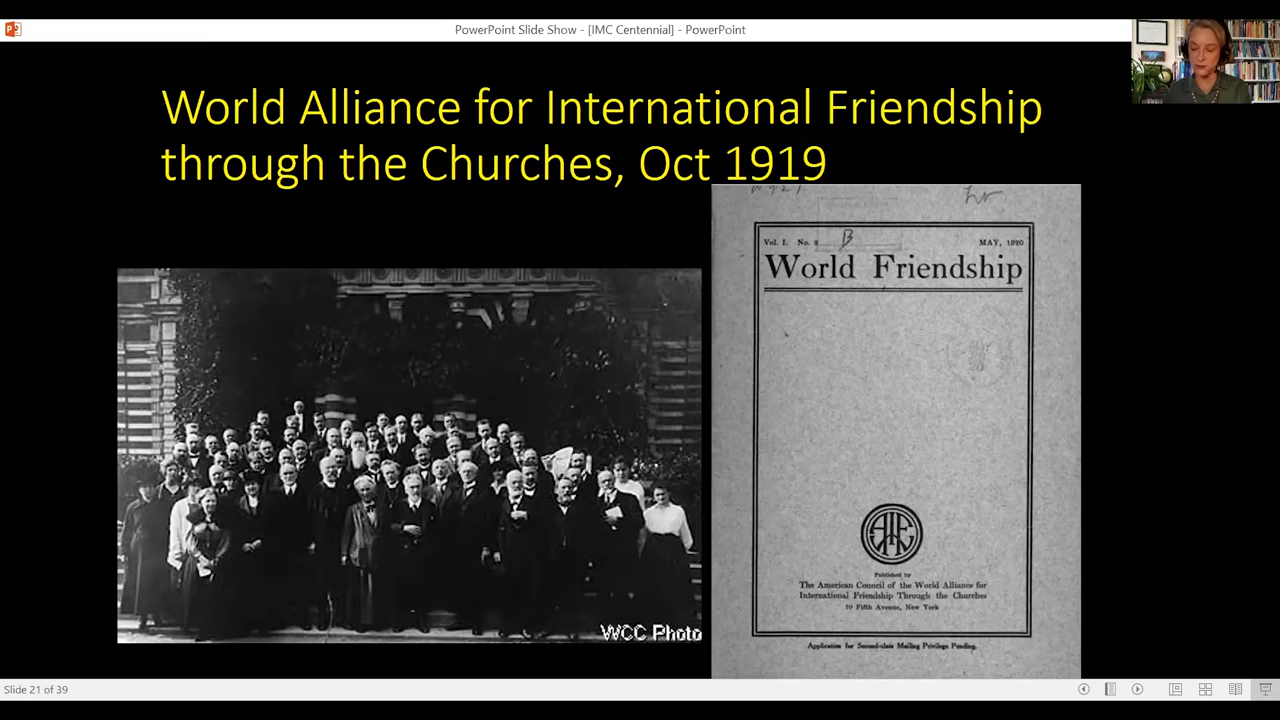 PowerPoint Slide Show - [IMC Centennial] - PowerPoint
World Alliance for International Friendship
through the Churches, Oct 1919
Vol. I. No. B MAY, 1920
World Friendship
Published by
The American Council of the World Alliance for
International Friendship Through the Churches
70 Fifth Avenue, New York
Application for Second-class Mailing Privilege Pending.
WCC Photo
Slide 21 of 39